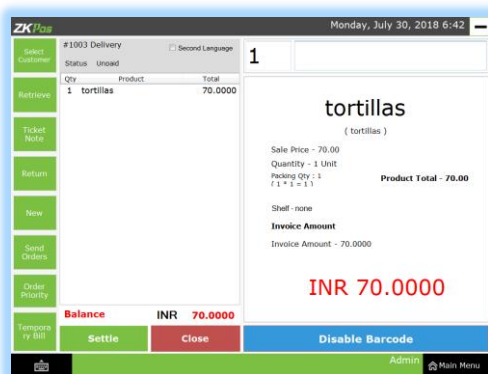 ZKPos
Monday, July 30, 2018 6:42
Select
Customer
Retrieve
Ticket
Note
Return
New
Send
Orders
Order
Priority
Tempora
ry Bill
#1003 Delivery
Second Language
Status Unpaid
Qty Product Total
1 tortillas 70.0000
Balance INR 70.0000
Settle
Close
1
tortillas
( tortillas )
Sale Price - 70.00
Quantity - 1 Unit
Packing Qty : 1
( 1 * 1 = 1 )
Product Total - 70.00
Shelf - none
Invoice Amount
Invoice Amount - 70.0000
INR 70.0000
Disable Barcode
Admin
Main Menu